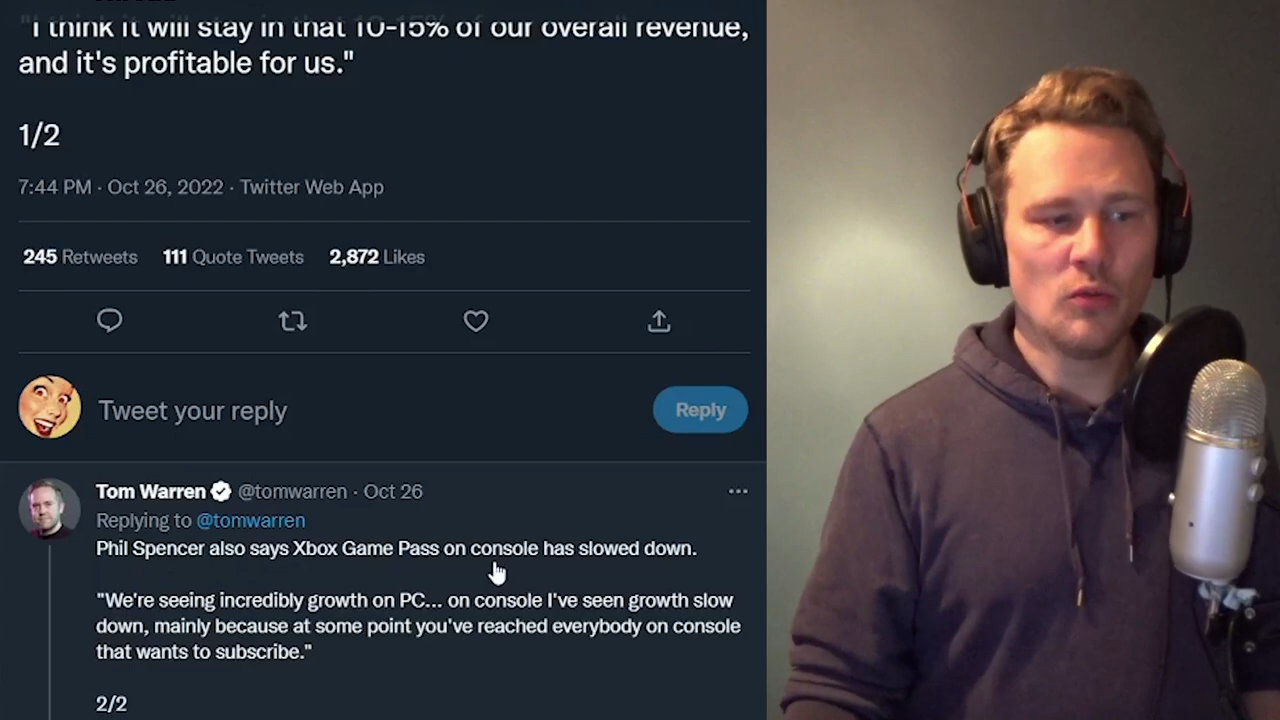 "I think it will stay in that 10-15% of our overall revenue,
and it's profitable for us."
1/2
7:44 PM · Oct 26, 2022 · Twitter Web App
245 Retweets 111 Quote Tweets 2,872 Likes
Tweet your reply
Reply
Tom Warren @tomwarren · Oct 26
Replying to @tomwarren
Phil Spencer also says Xbox Game Pass on console has slowed down.
"We're seeing incredibly growth on PC... on console I've seen growth slow
down, mainly because at some point you've reached everybody on console
that wants to subscribe."
2/2